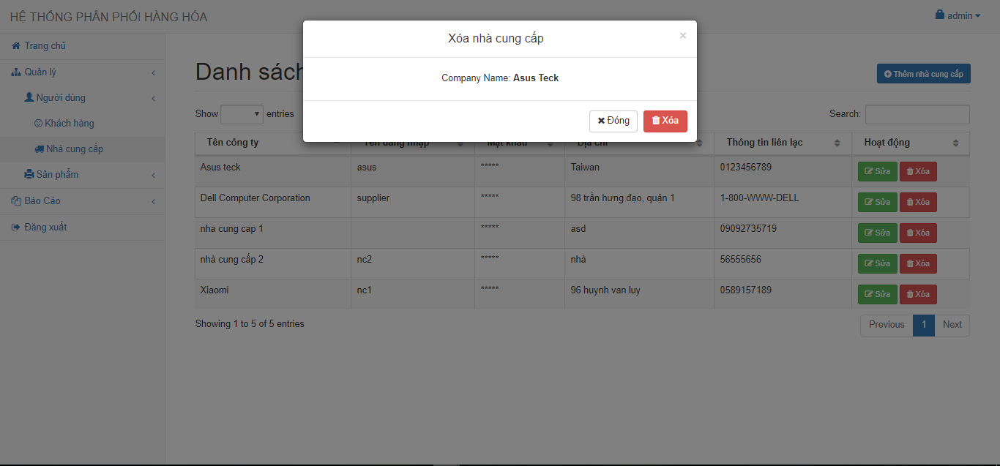 HỆ THỐNG PHÂN PHỐI HÀNG HÓA
admin
Xóa nhà cung cấp
×
Company Name: Asus Teck
Đóng
Xóa
Trang chủ
Quản lý
Người dùng
Khách hàng
Nhà cung cấp
Sản phẩm
Báo Cáo
Đăng xuất
Danh sách
Thêm nhà cung cấp
Show entries
Search:
Tên công ty Tên đăng nhập Mật khẩu Địa chỉ Thông tin liên lạc Hoạt động
Asus teck asus ***** Taiwan 0123456789 Sửa Xóa
Dell Computer Corporation supplier ***** 98 trần hưng đạo, quận 1 1-800-WWW-DELL Sửa Xóa
nha cung cap 1 ***** asd 09092735719 Sửa Xóa
nhà cung cấp 2 nc2 ***** nhà 56555656 Sửa Xóa
Xiaomi nc1 ***** 96 huynh van luy 0589157189 Sửa Xóa
Showing 1 to 5 of 5 entries
Previous 1 Next